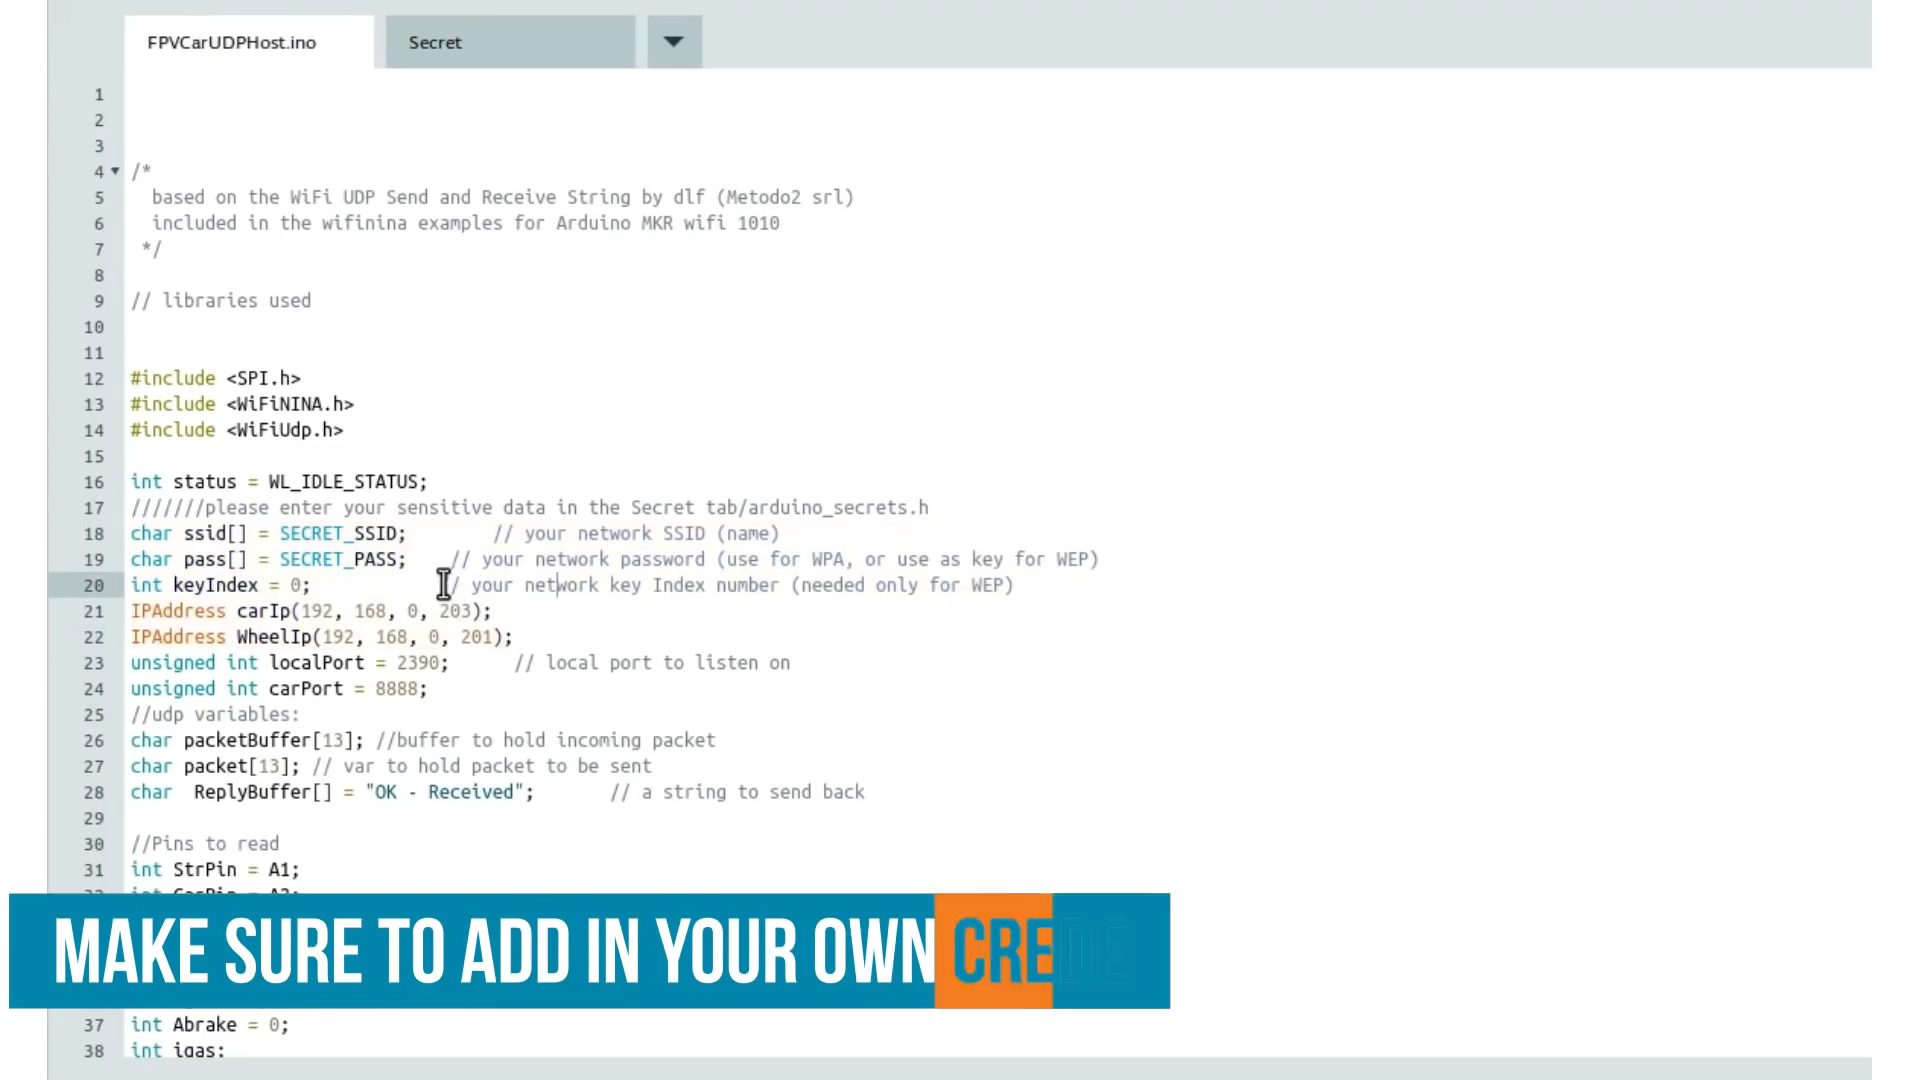 FPVCarUDPHost.ino
Secret
1
2
3
4 /*
5 based on the WiFi UDP Send and Receive String by dlf (Metodo2 srl)
6 included in the wifinina examples for Arduino MKR wifi 1010
7 */
8
9 // libraries used
10
11
12 #include <SPI.h>
13 #include <WiFiNINA.h>
14 #include <WiFiUdp.h>
15
16 int status = WL_IDLE_STATUS;
17 ///////please enter your sensitive data in the Secret tab/arduino_secrets.h
18 char ssid[] = SECRET_SSID; // your network SSID (name)
19 char pass[] = SECRET_PASS; // your network password (use for WPA, or use as key for WEP)
20 int keyIndex = 0; // your network key Index number (needed only for WEP)
21 IPAddress carIp(192, 168, 0, 203);
22 IPAddress WheelIp(192, 168, 0, 201);
23 unsigned int localPort = 2390; // local port to listen on
24 unsigned int carPort = 8888;
25 //udp variables:
26 char packetBuffer[13]; //buffer to hold incoming packet
27 char packet[13]; // var to hold packet to be sent
28 char ReplyBuffer[] = "OK - Received"; // a string to send back
29
30 //Pins to read
31 int StrPin = A1;
MAKE SURE TO ADD IN YOUR OWN CREDE
37 int Abrake = 0;
38 int igas;